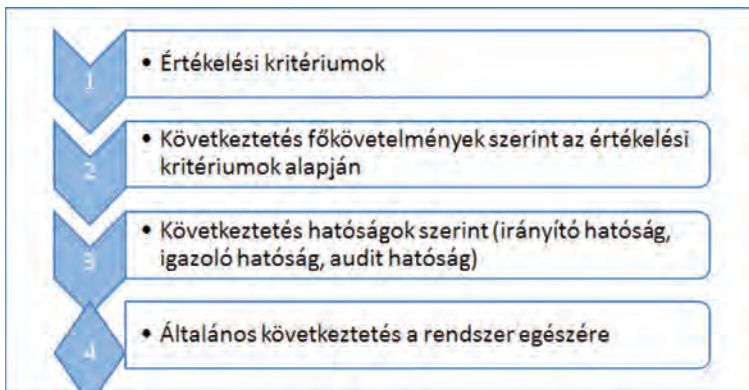 1
• Értékelési kritériumok
2
• Következtetés főkövetelmények szerint az értékelési
kritériumok alapján
3
• Következtetés hatóságok szerint (irányító hatóság,
igazoló hatóság, audit hatóság)
4
• Általános következtetés a rendszer egészére